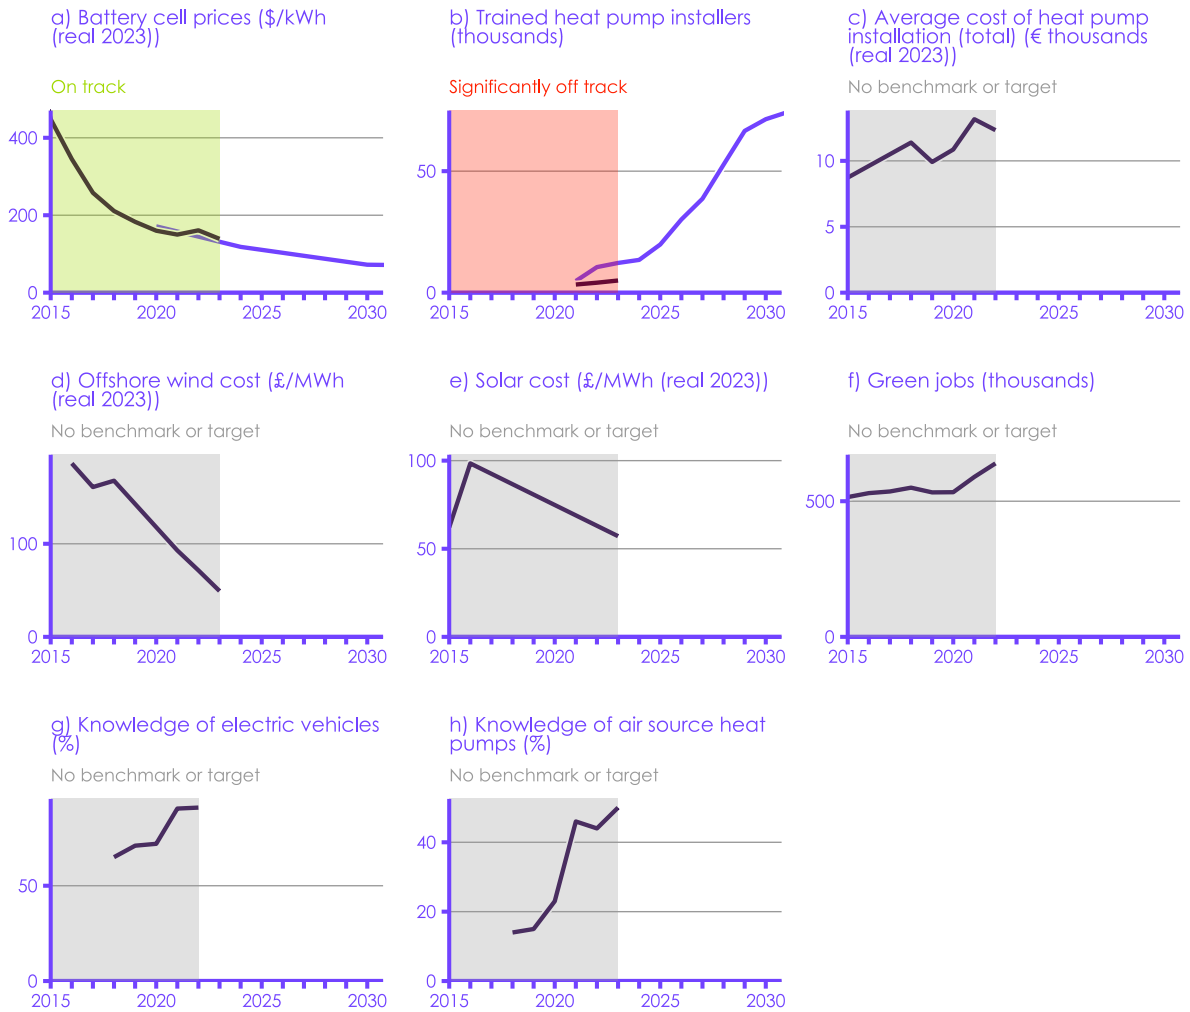 a) Battery cell prices ($/kWh
(real 2023))
On track
400
200
0
2015
2020
2025
2030
b) Trained heat pump installers
(thousands)
Significantly off track
50
0
2015
2020
2025
2030
c) Average cost of heat pump
installation (total) (€ thousands
(real 2023))
No benchmark or target
10
5
0
2015
2020
2025
2030
d) Offshore wind cost (£/MWh
(real 2023))
No benchmark or target
100
0
2015
2020
2025
2030
e) Solar cost (£/MWh (real 2023))
No benchmark or target
100
50
0
2015
2020
2025
2030
f) Green jobs (thousands)
No benchmark or target
500
0
2015
2020
2025
2030
g) Knowledge of electric vehicles
(%)
No benchmark or target
50
0
2015
2020
2025
2030
h) Knowledge of air source heat
pumps (%)
No benchmark or target
40
20
0
2015
2020
2025
2030